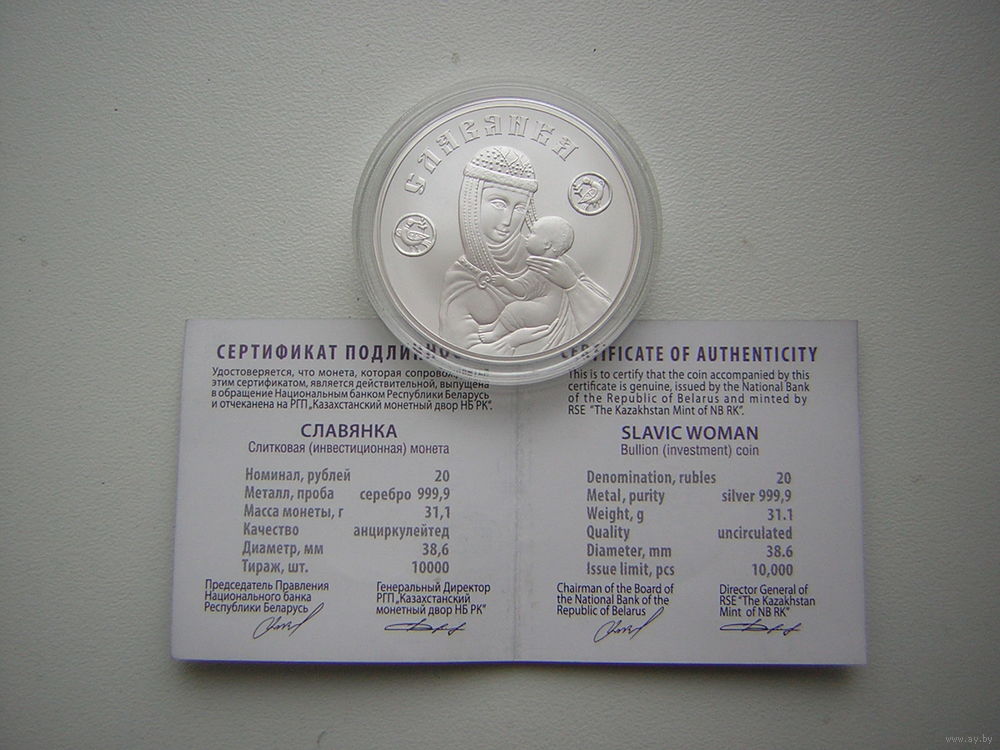 СЛАВЯНКА
СЕРТИФИКАТ
Удостоверяется, что монета, которая сопровождается
этим сертификатом, является действительной, выпущена
в обращение Национальным банком Республики Беларусь
и отчеканена на РГП „Казахстанский монетный двор НБ РК”.
СЛАВЯНКА
Слитковая (инвестиционная) монета
Номинал, рублей 20
Металл, проба серебро 999,9
Масса монеты, г 31,1
Качество анциркулейтед
Диаметр, мм 38,6
Тираж, шт. 10000
Председатель Правления
Национального банка
Республики Беларусь
Генеральный Директор
РГП „Казахстанский
монетный двор НБ РК”
CERTIFICATE OF AUTHENTICITY
This is to certify that the coin accompanied by this
certificate is genuine, issued by the National Bank
of the Republic of Belarus and minted by
RSE "The Kazakhstan Mint of NB RK".
SLAVIC WOMAN
Bullion (investment) coin
Denomination, rubles 20
Metal, purity silver 999,9
Weight, g 31.1
Quality uncirculated
Diameter, mm 38.6
Issue limit, pcs 10,000
Chairman of the Board of
the National Bank of the
Republic of Belarus
Director General of
RSE "The Kazakhstan
Mint of NB RK"
www.ay.by